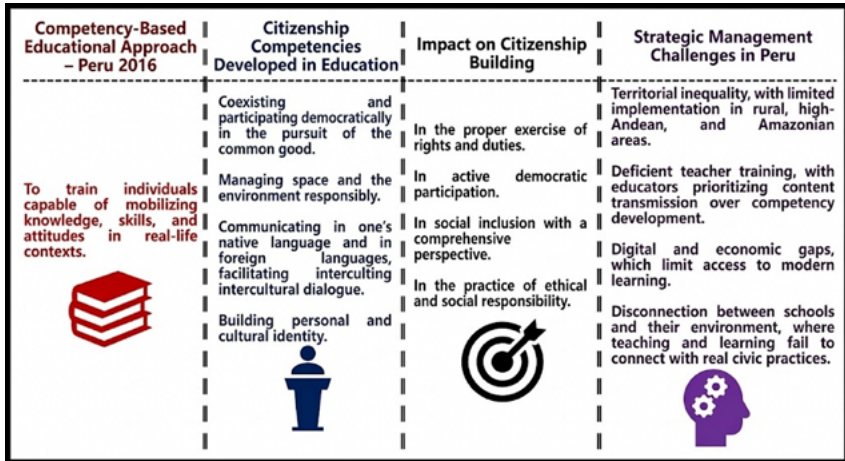 Competency-Based
Educational Approach
– Peru 2016
To train individuals
capable of mobilizing
knowledge, skills, and
attitudes in real-life
contexts.
Citizenship
Competencies
Developed in Education
Coexisting and
participating democratically
in the pursuit of the
common good.
Managing space and the
environment responsibly.
Communicating in one's
native language and in
foreign languages,
facilitating interculting
intercultural dialogue.
Building personal and
cultural identity.
Impact on Citizenship
Building
In the proper exercise of
rights and duties.
In active democratic
participation.
In social inclusion with a
comprehensive
perspective.
In the practice of ethical
and social responsibility.
Strategic Management
Challenges in Peru
Territorial inequality, with limited
implementation in rural, high-
Andean, and Amazonian
areas.
Deficient teacher training, with
educators prioritizing content
transmission over competency
development.
Digital and economic gaps,
which limit access to modern
learning.
Disconnection between schools
and their environment, where
teaching and learning fail to
connect with real civic practices.